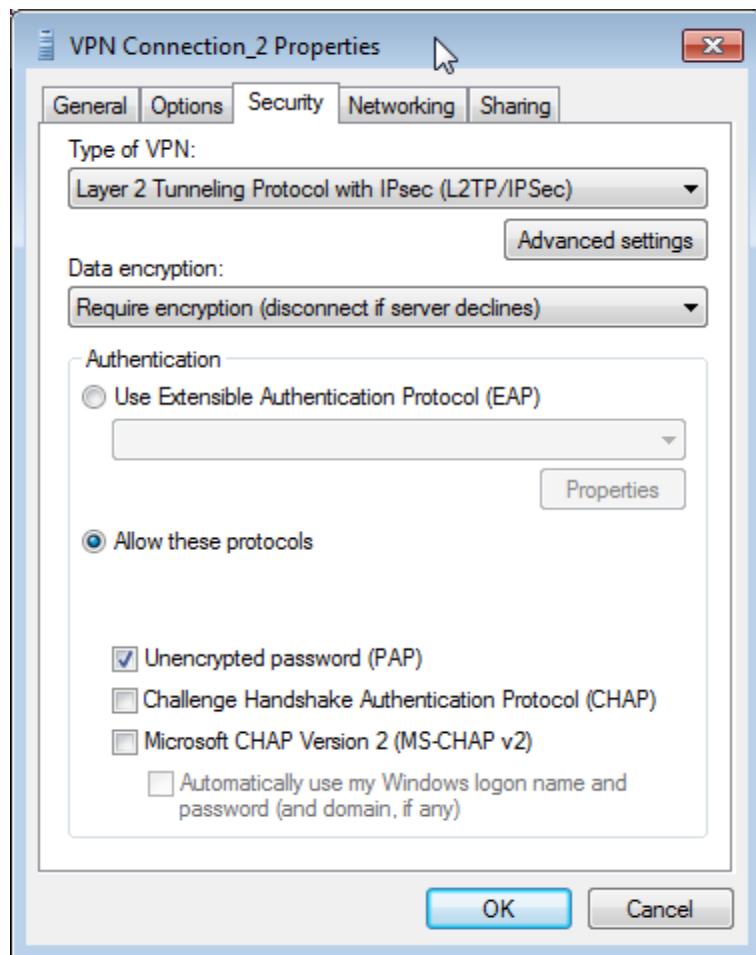 VPN Connection_2 Properties
General Options Security Networking Sharing
Type of VPN:
Layer 2 Tunneling Protocol with IPsec (L2TP/IPSec)
Advanced settings
Data encryption:
Require encryption (disconnect if server declines)
Authentication
Use Extensible Authentication Protocol (EAP)
Properties
Allow these protocols
Unencrypted password (PAP)
Challenge Handshake Authentication Protocol (CHAP)
Microsoft CHAP Version 2 (MS-CHAP v2)
Automatically use my Windows logon name and
password (and domain, if any)
OK Cancel